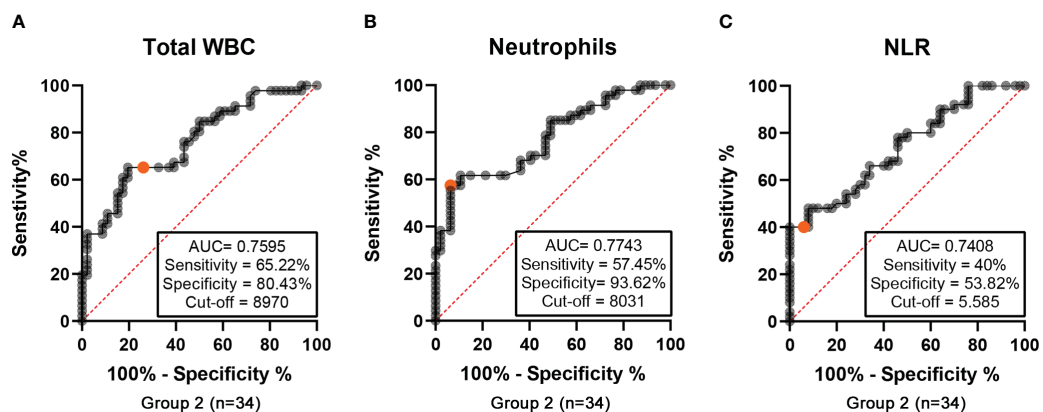 A
Total WBC
Sensitivity%
100
80
60
40
20
0
AUC= 0.7595
Sensitivity = 65.22%
Specificity = 80.43%
Cut-off = 8970
0 20 40 60 80 100
100% - Specificity %
Group 2 (n=34)
B
Neutrophils
Sensitivity %
100
80
60
40
20
0
AUC= 0.7743
Sensitivity = 57.45%
Specificity= 93.62%
Cut-off = 8031
0 20 40 60 80 100
100% - Specificity %
Group 2 (n=34)
C
NLR
Sensitivity %
100
80
60
40
20
0
AUC= 0.7408
Sensitivity = 40%
Specificity = 53.82%
Cut-off = 5.585
0 20 40 60 80 100
100% - Specificity %
Group 2 (n=34)